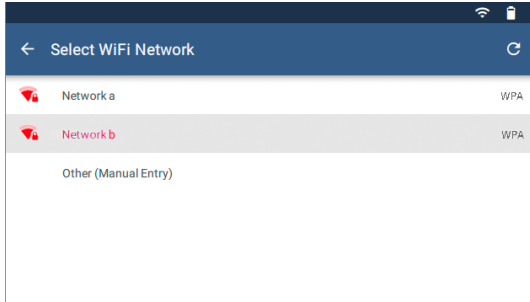 Select WiFi Network
Network a WPA
Network b WPA
Other (Manual Entry)